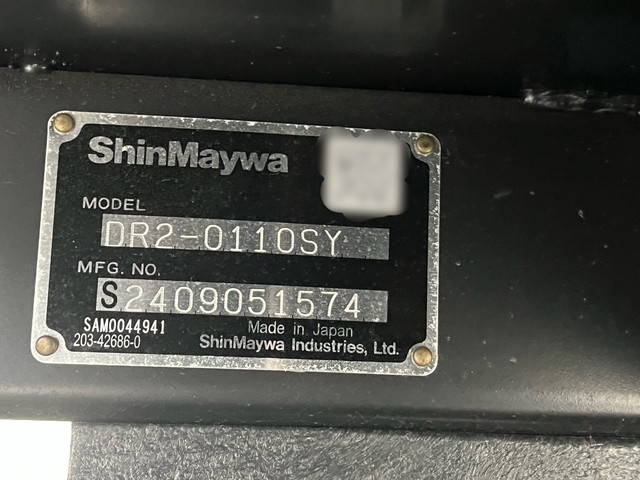 ShinMaywa
MODEL
DR2-0110SY
MFG. NO.
S2409051574
SAM0044941
Made in Japan
203-42686-0
ShinMaywa Industries, Ltd.